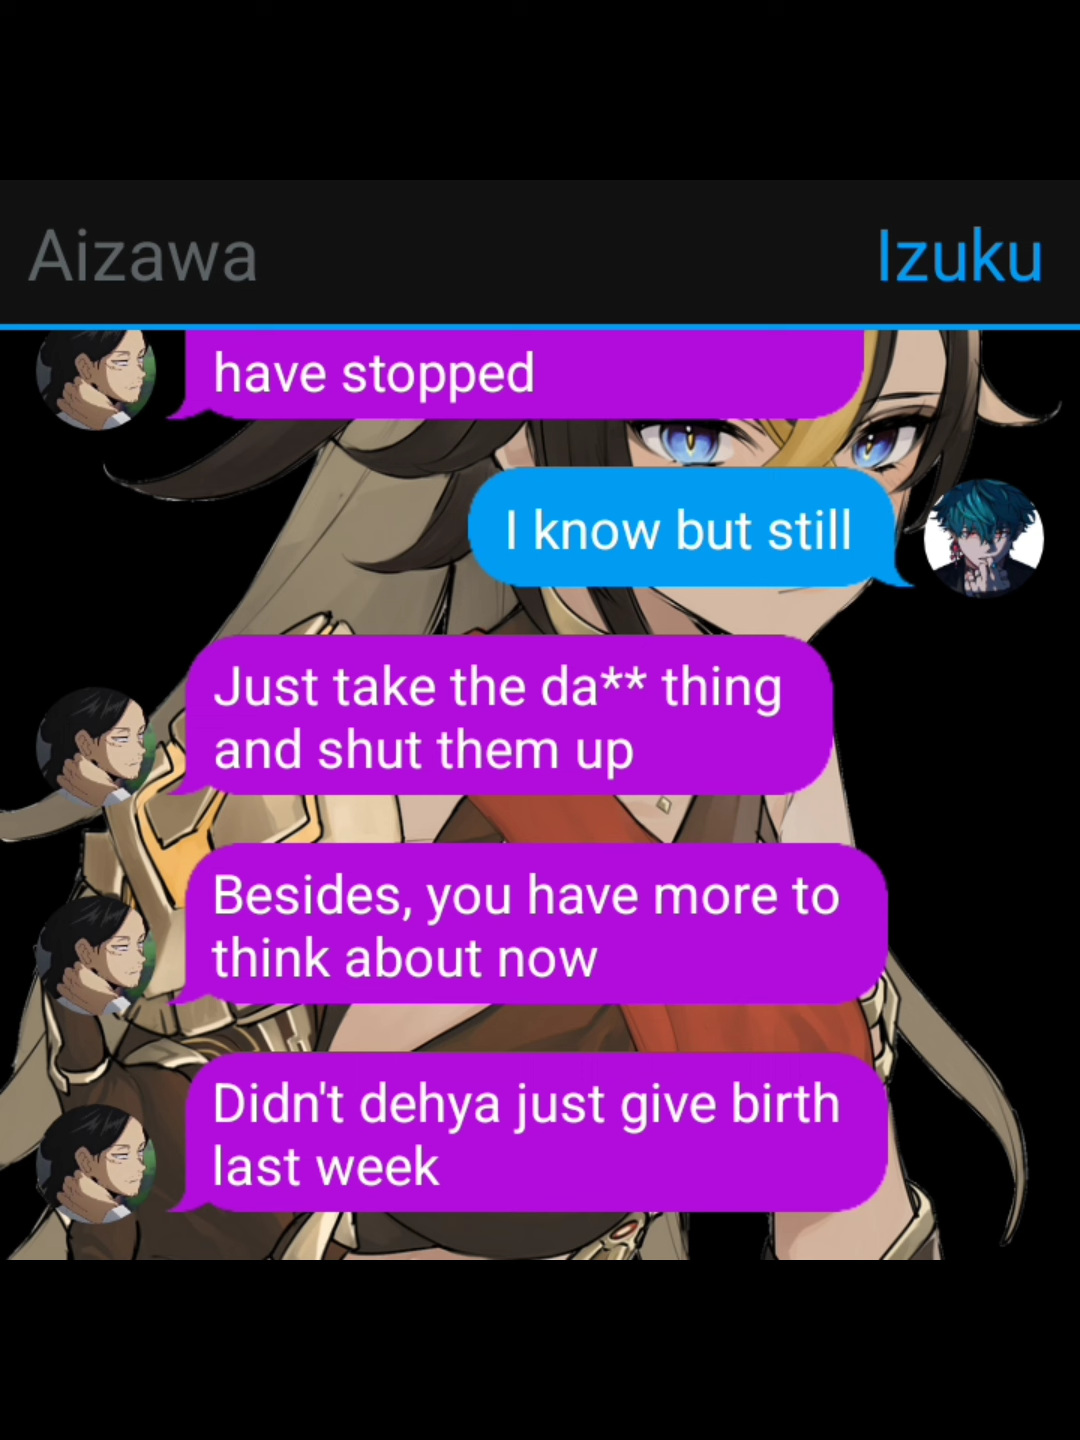 Aizawa
Izuku
have stopped
I know but still
Just take the da** thing
and shut them up
Besides, you have more to
think about now
Didn't dehya just give birth
last week